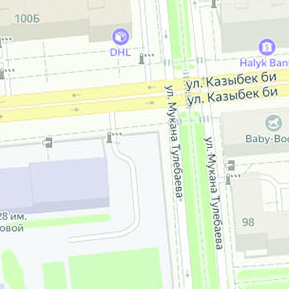 100Б
DHL
Halyk Ban
ул. Казыбек би
ул. Казыбек би
ул. Мукана Тулебаева
ул. Мукана Тулебаева
Baby-Boo
28 им.
овой
98